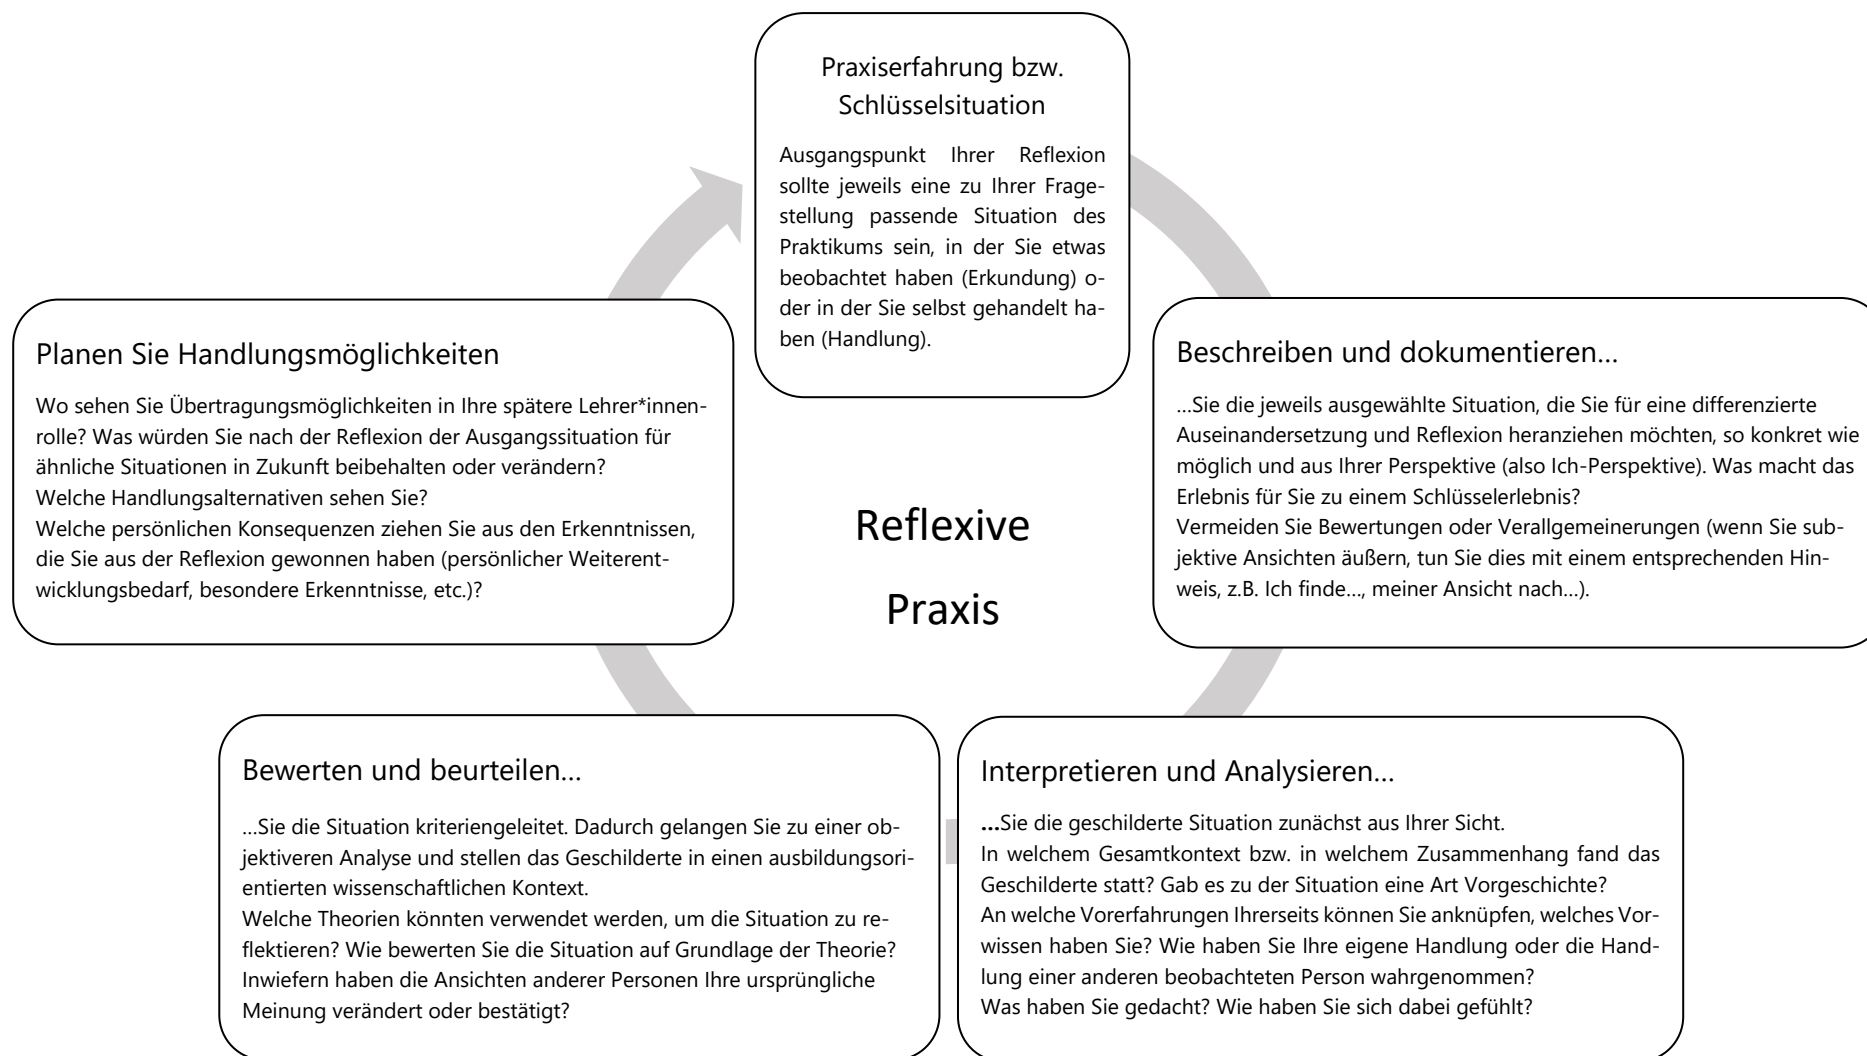 Praxiserfahrung bzw.
Schlüsselsituation
Ausgangspunkt Ihrer Reflexion
sollte jeweils eine zu Ihrer Frage-
stellung passende Situation des
Praktikums sein, in der Sie etwas
beobachtet haben (Erkundung) o-
der in der Sie selbst gehandelt ha-
ben (Handlung).
Beschreiben und dokumentieren...
...Sie die jeweils ausgewählte Situation, die Sie für eine differenzierte
Auseinandersetzung und Reflexion heranziehen möchten, so konkret wie
möglich und aus Ihrer Perspektive (also Ich-Perspektive). Was macht das
Erlebnis für Sie zu einem Schlüsselerlebnis?
Vermeiden Sie Bewertungen oder Verallgemeinerungen (wenn Sie sub-
jektive Ansichten äußern, tun Sie dies mit einem entsprechenden Hin-
weis, z.B. Ich finde..., meiner Ansicht nach...).
Interpretieren und Analysieren...
...Sie die geschilderte Situation zunächst aus Ihrer Sicht.
In welchem Gesamtkontext bzw. in welchem Zusammenhang fand das
Geschilderte statt? Gab es zu der Situation eine Art Vorgeschichte?
An welche Vorerfahrungen Ihrerseits können Sie anknüpfen, welches Vor-
wissen haben Sie? Wie haben Sie Ihre eigene Handlung oder die Hand-
lung einer anderen beobachteten Person wahrgenommen?
Was haben Sie gedacht? Wie haben Sie sich dabei gefühlt?
Bewerten und beurteilen...
...Sie die Situation kriteriengeleitet. Dadurch gelangen Sie zu einer ob-
jektiveren Analyse und stellen das Geschilderte in einen ausbildungsori-
entierten wissenschaftlichen Kontext.
Welche Theorien könnten verwendet werden, um die Situation zu re-
flektieren? Wie bewerten Sie die Situation auf Grundlage der Theorie?
Inwiefern haben die Ansichten anderer Personen Ihre ursprüngliche
Meinung verändert oder bestätigt?
Planen Sie Handlungsmöglichkeiten
Wo sehen Sie Übertragungsmöglichkeiten in Ihre spätere Lehrer*innen-
rolle? Was würden Sie nach der Reflexion der Ausgangssituation für
ähnliche Situationen in Zukunft beibehalten oder verändern?
Welche Handlungsalternativen sehen Sie?
Welche persönlichen Konsequenzen ziehen Sie aus den Erkenntnissen,
die Sie aus der Reflexion gewonnen haben (persönlicher Weiterent-
wicklungsbedarf, besondere Erkenntnisse, etc.)?
Reflexive
Praxis